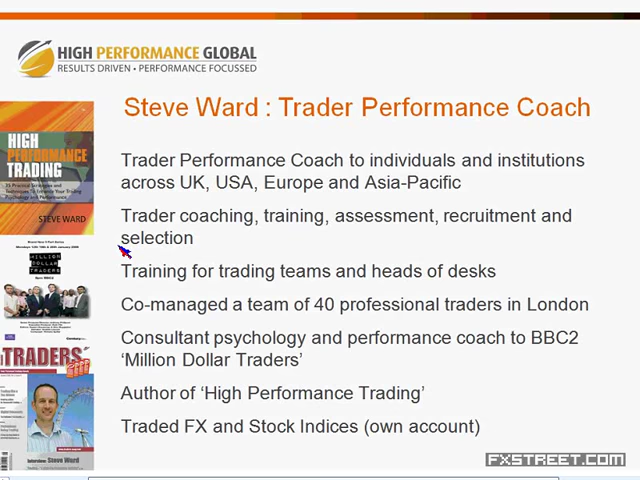 HIGH PERFORMANCE GLOBAL
RESULTS DRIVEN • PERFORMANCE FOCUSSED
Steve Ward : Trader Performance Coach
HIGH
PERFORMANCE
TRADING
STEVE WARD
MILLION
DOLLAR
TRADERS
TRADERS
Interview: Steve Ward
Trader Performance Coach to individuals and institutions
across UK, USA, Europe and Asia-Pacific
Trader coaching, training, assessment, recruitment and
selection
Training for trading teams and heads of desks
Co-managed a team of 40 professional traders in London
Consultant psychology and performance coach to BBC2
‘Million Dollar Traders’
Author of ‘High Performance Trading’
Traded FX and Stock Indices (own account)
FXSTREET.COM